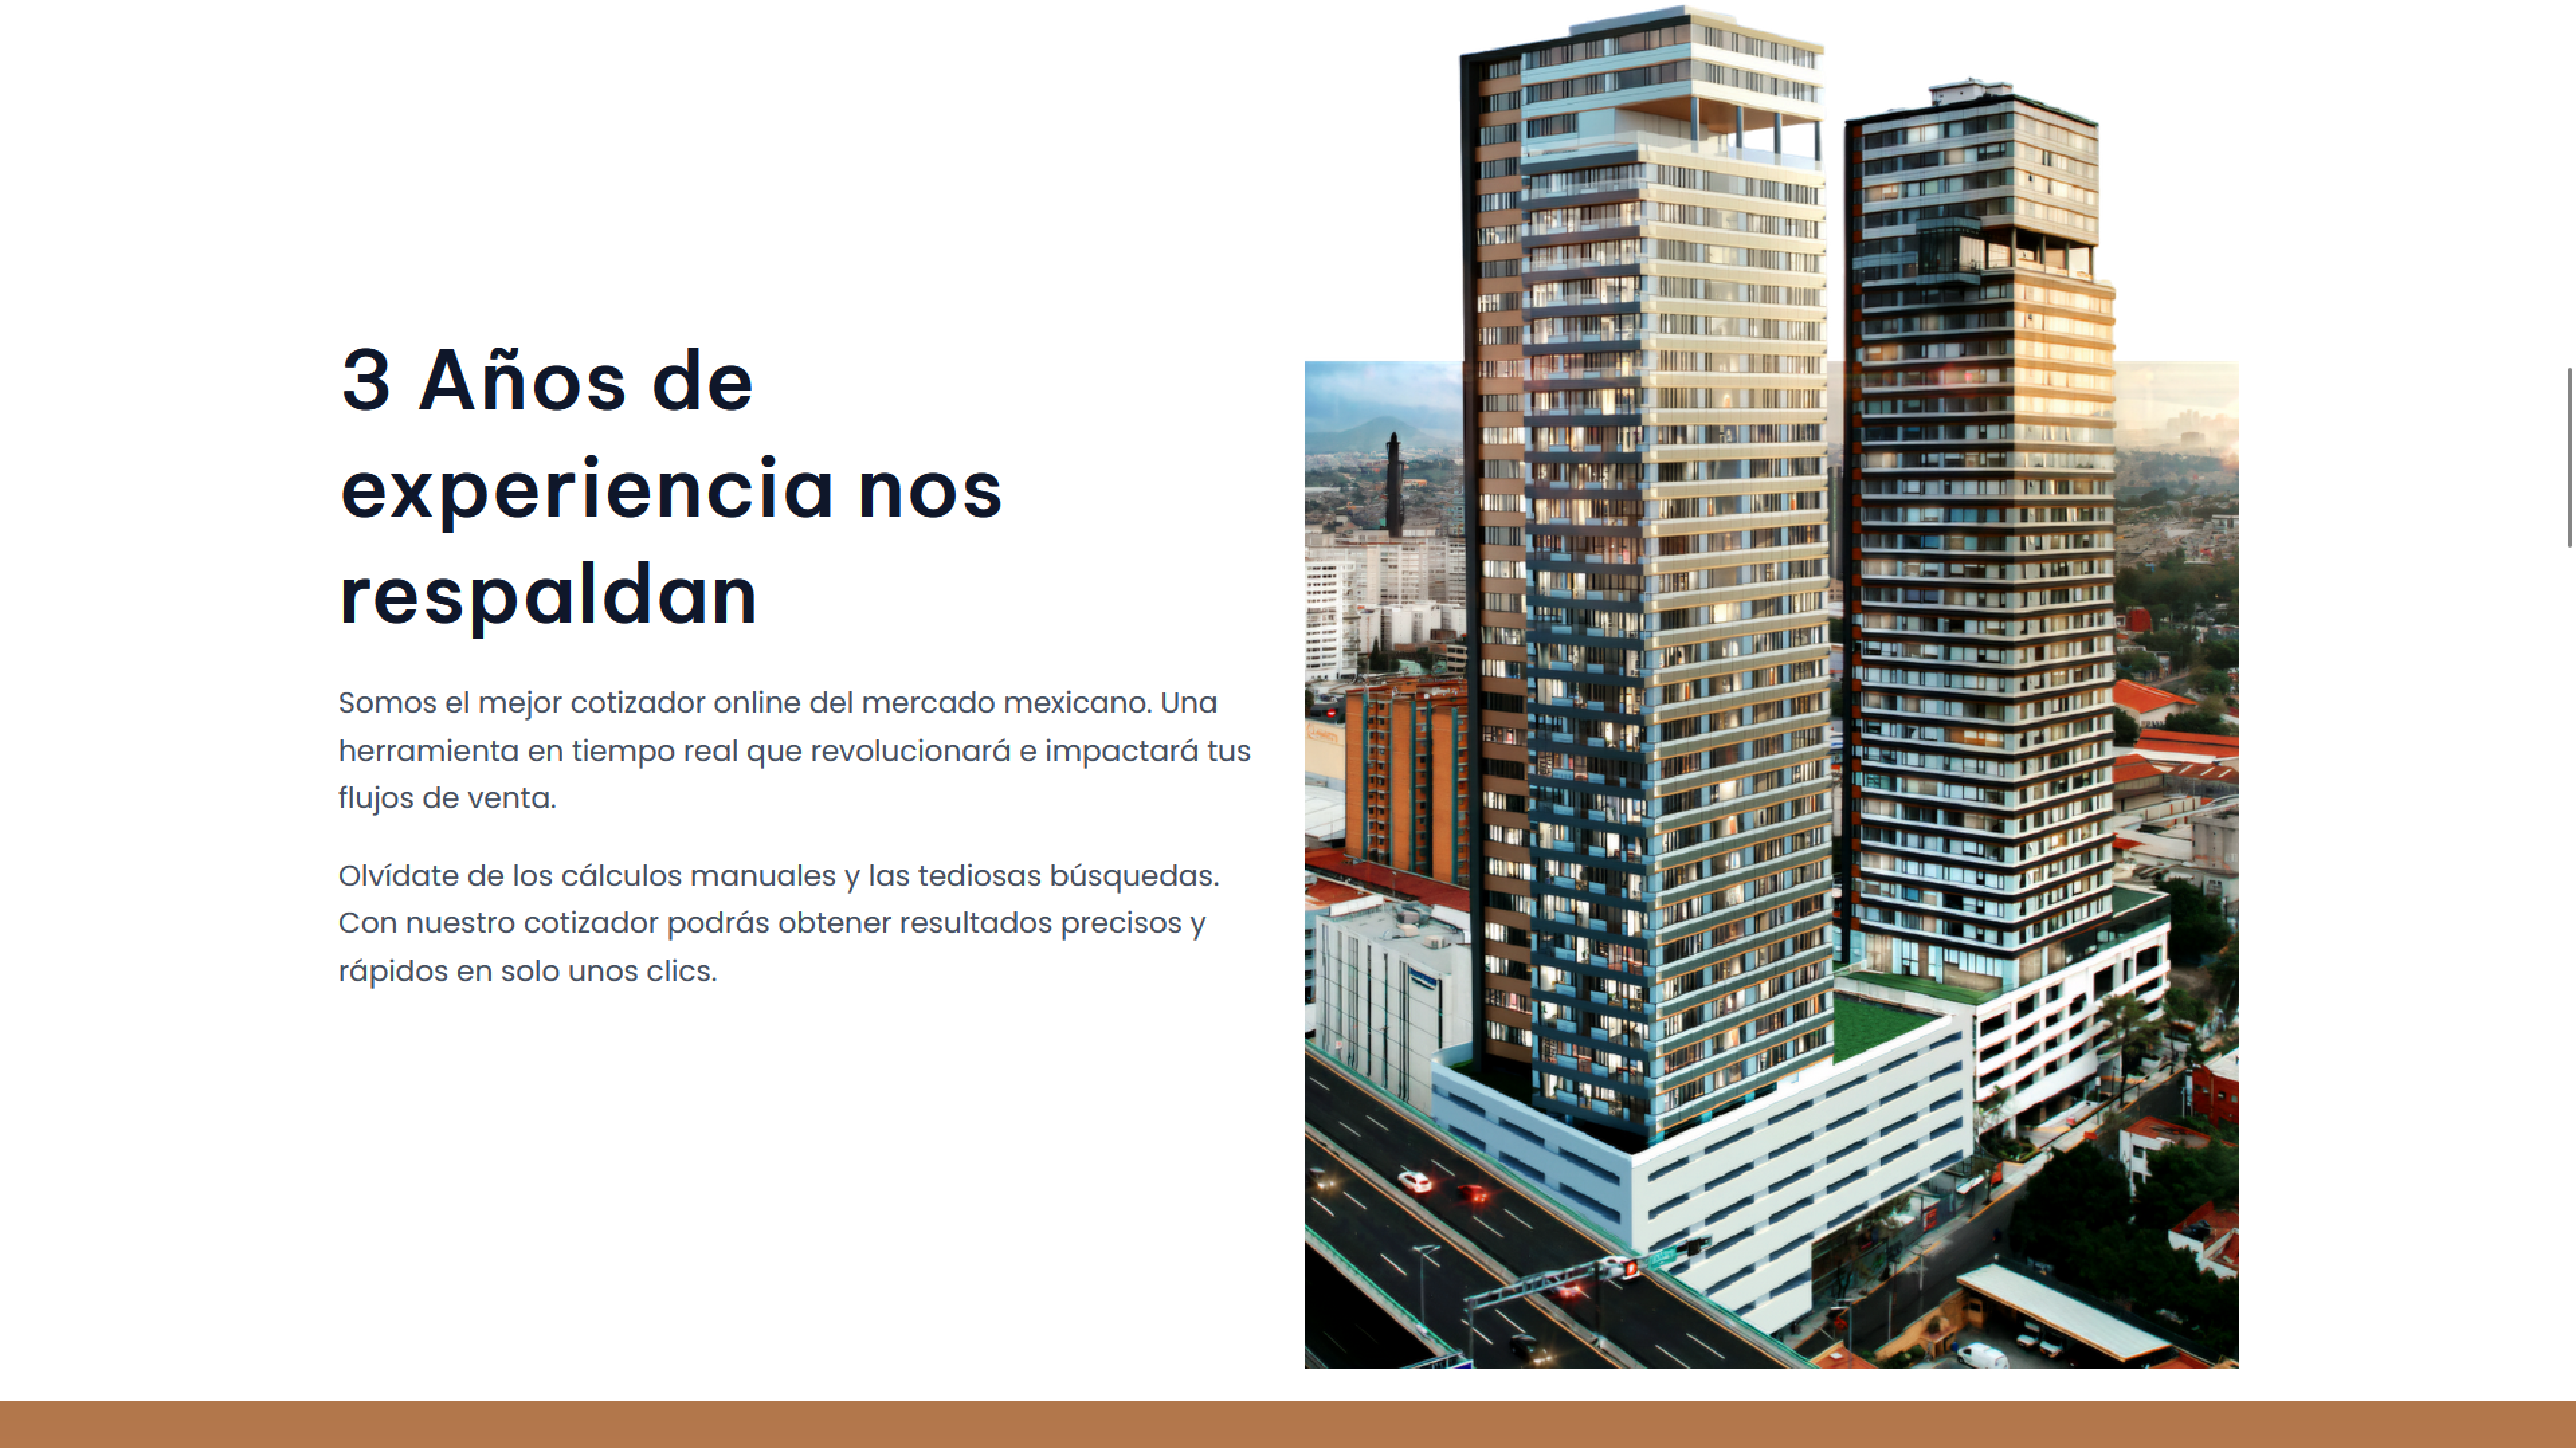 3 Años de
experiencia nos
respaldan
Somos el mejor cotizador online del mercado mexicano. Una
herramienta en tiempo real que revolucionará e impactará tus
flujos de venta.
Olvídate de los cálculos manuales y las tediosas búsquedas.
Con nuestro cotizador podrás obtener resultados precisos y
rápidos en solo unos clics.